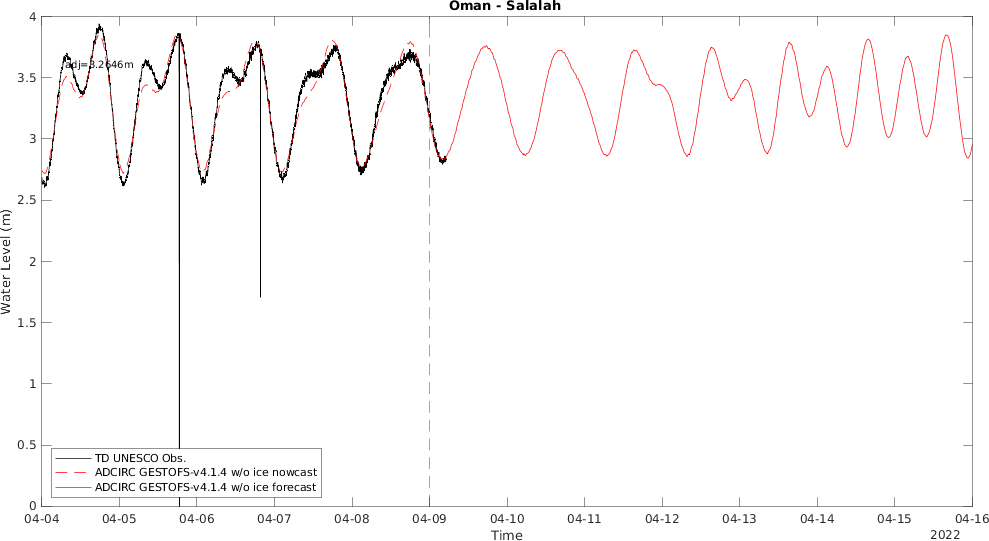 Oman - Salalah
4
adj=3.2646m
3.5
3
2.5
2
1.5
1
0.5
0
Water Level (m)
TD UNESCO Obs.
ADCIRC GESTOFS-v4.1.4 w/o ice nowcast
ADCIRC GESTOFS-v4.1.4 w/o ice forecast
04-04 04-05 04-06 04-07 04-08 04-09 04-10 04-11 04-12 04-13 04-14 04-15 04-16
Time
2022